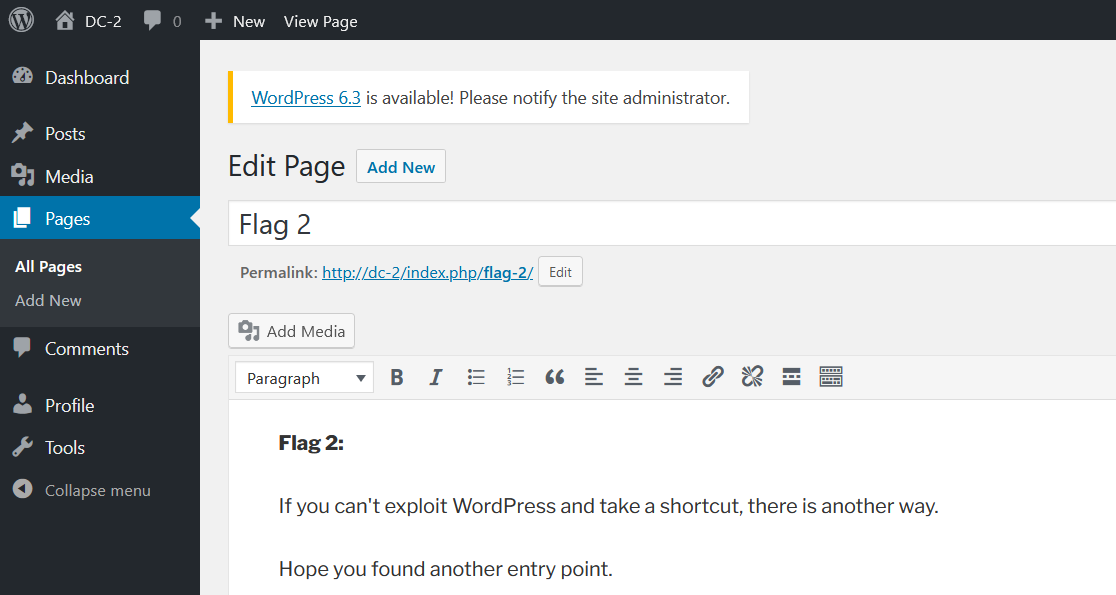 DC-2 0 New View Page
Dashboard
Posts
Media
Pages
All Pages
Add New
Comments
Profile
Tools
Collapse menu
WordPress 6.3 is available! Please notify the site administrator.
Edit Page Add New
Flag 2
Permalink: http://dc-2/index.php/flag-2/ Edit
Add Media
Paragraph B I
Flag 2:
If you can't exploit WordPress and take a shortcut, there is another way.
Hope you found another entry point.